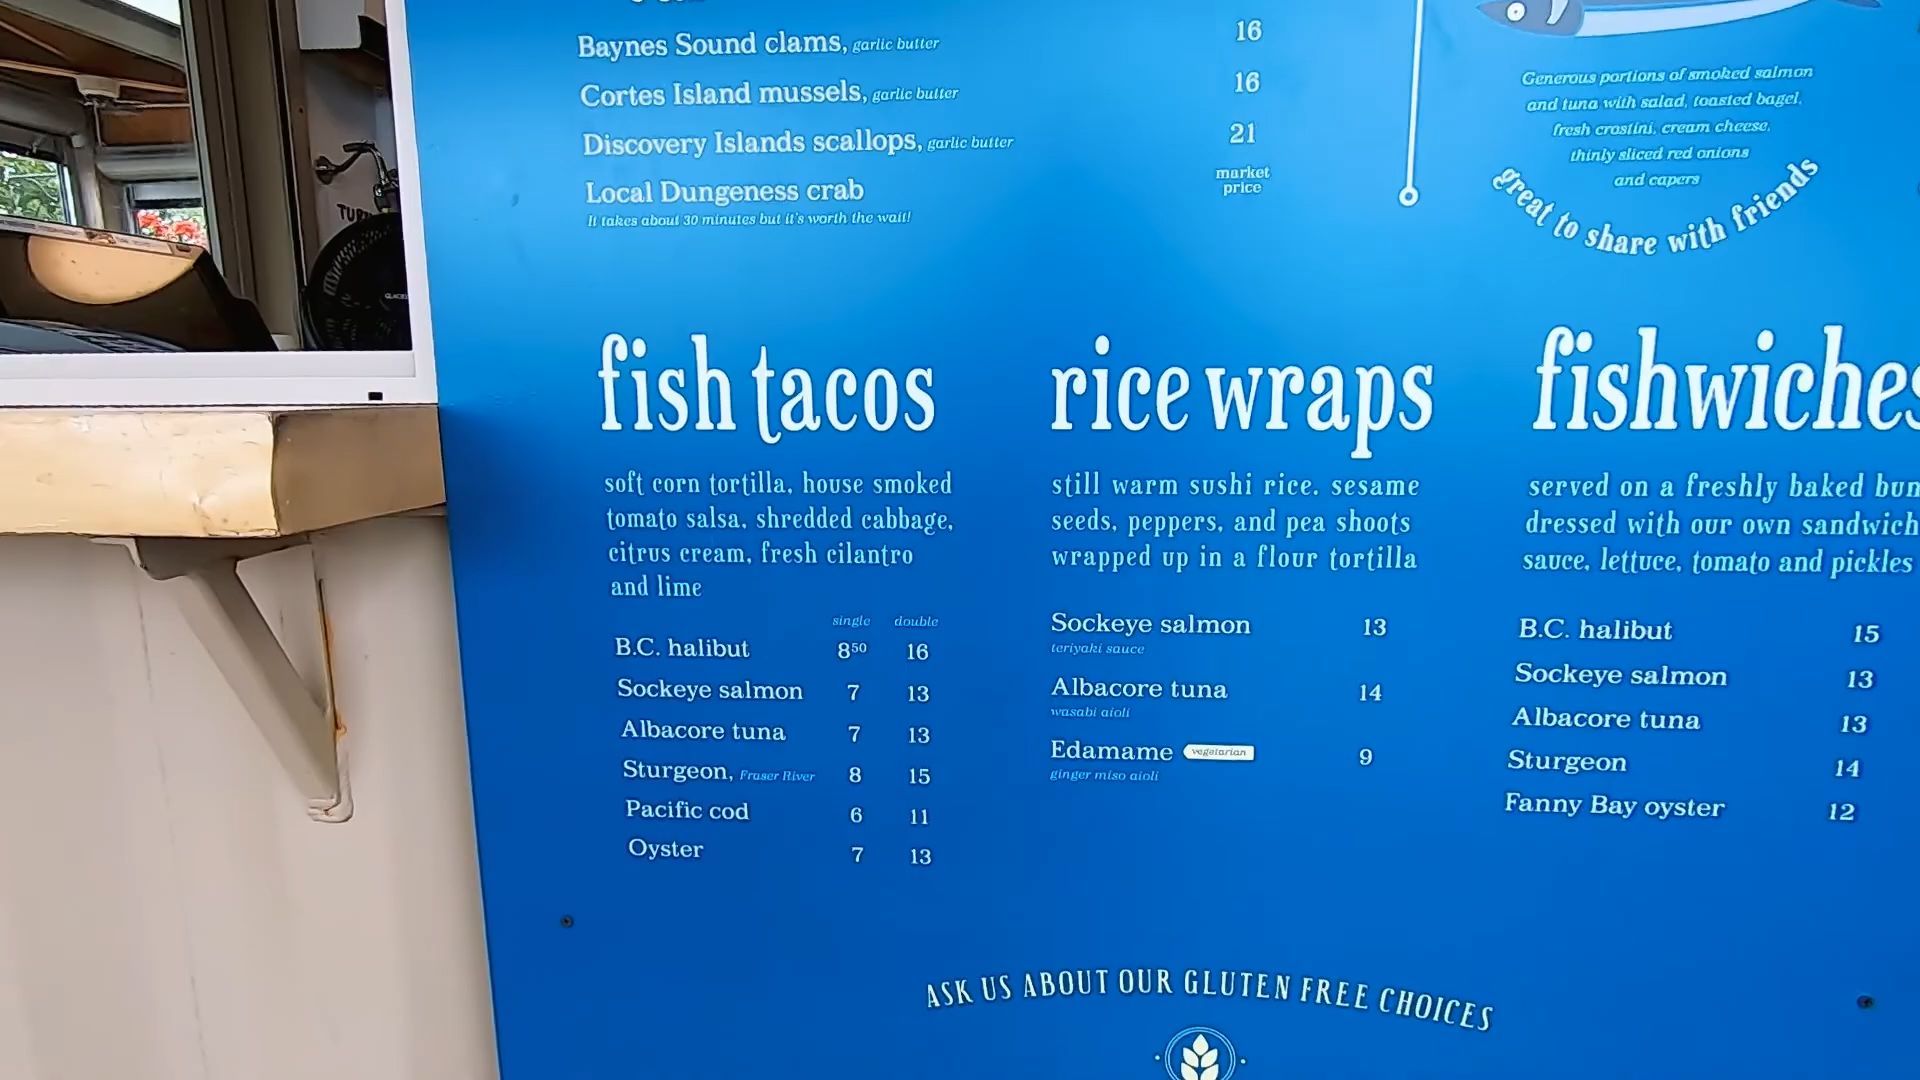 Baynes Sound clams, garlic butter 16
Cortes Island mussels, garlic butter 16
Discovery Islands scallops, garlic butter 21
Local Dungeness crab market price
It takes about 30 minutes but it's worth the wait!
Generous portions of smoked salmon
and tuna with salad, toasted bagel,
fresh crostini, cream cheese,
thinly sliced red onions
and capers
great to share with friends
fish tacos
soft corn tortilla, house smoked
tomato salsa, shredded cabbage,
citrus cream, fresh cilantro
and lime
single double
B.C. halibut 850 16
Sockeye salmon 7 13
Albacore tuna 7 13
Sturgeon, Fraser River 8 15
Pacific cod 6 11
Oyster 7 13
rice wraps
still warm sushi rice, sesame
seeds, peppers, and pea shoots
wrapped up in a flour tortilla
Sockeye salmon 13
teriyaki sauce
Albacore tuna 14
wasabi aioli
Edamame vegetarian 9
ginger miso aioli
fishwiches
served on a freshly baked bun
dressed with our own sandwich
sauce, lettuce, tomato and pickles
B.C. halibut 15
Sockeye salmon 13
Albacore tuna 13
Sturgeon 14
Fanny Bay oyster 12
ASK US ABOUT OUR GLUTEN FREE CHOICES